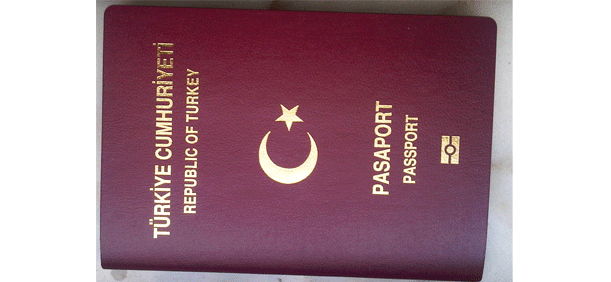 TÜRKİYE CUMHURİYETİ
REPUBLIC OF TURKEY
PASAPORT
PASSPORT